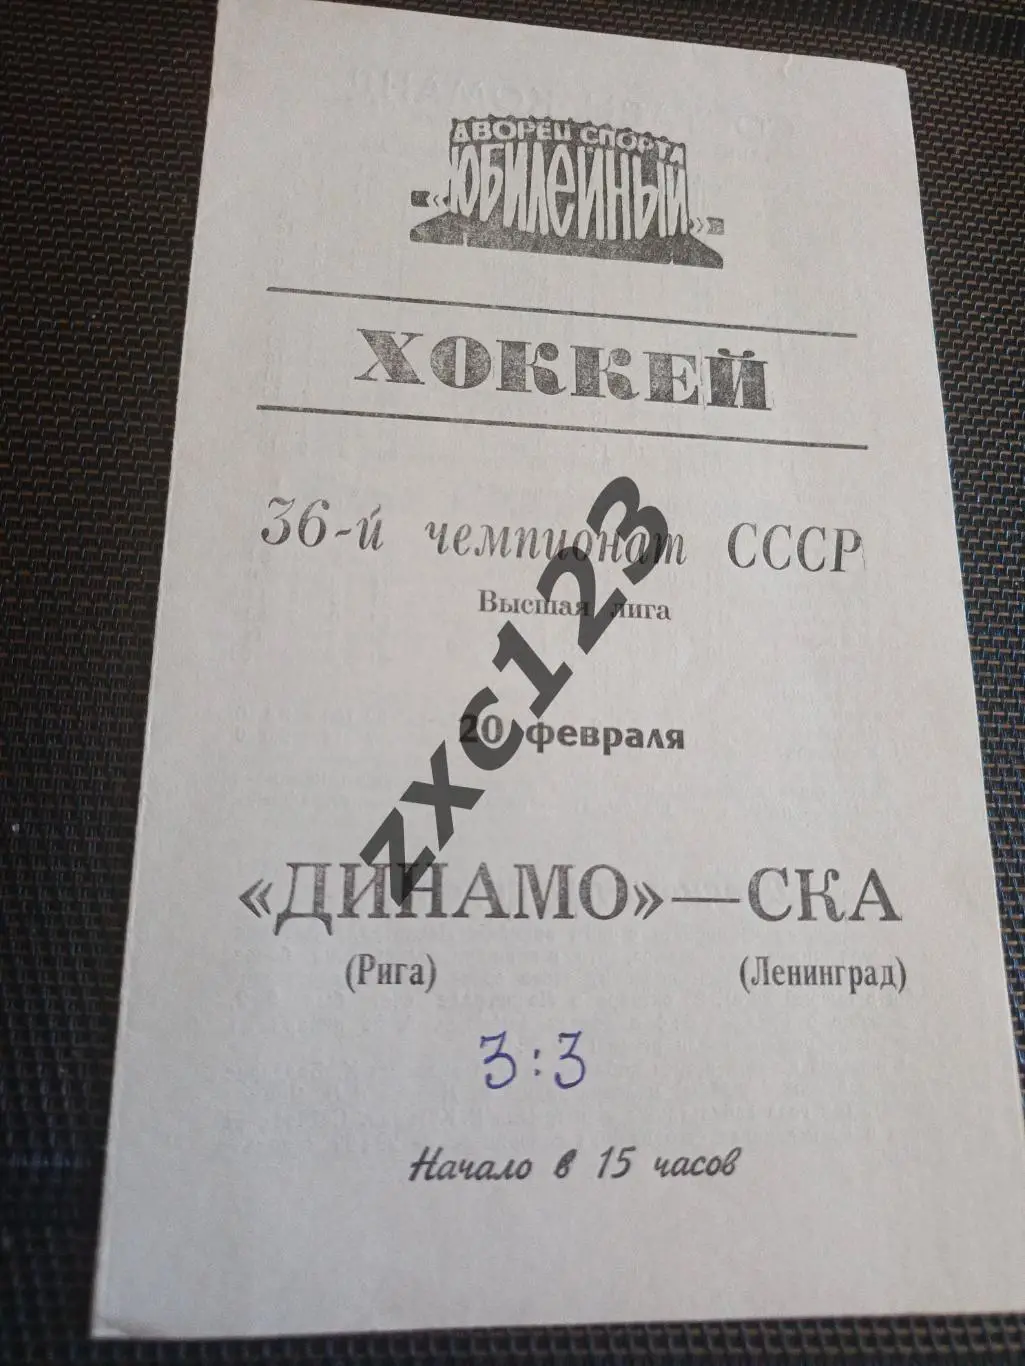 ДВОРЕЦ СПОРТА
«ЮБИЛЕЙНЫЙ»
ХОККЕЙ
36-й чемпионат СССР
Высшая лига
20 февраля
«ДИНАМО» — СКА
(Рига) (Ленинград)
3:3
Начало в 15 часов
zxc123